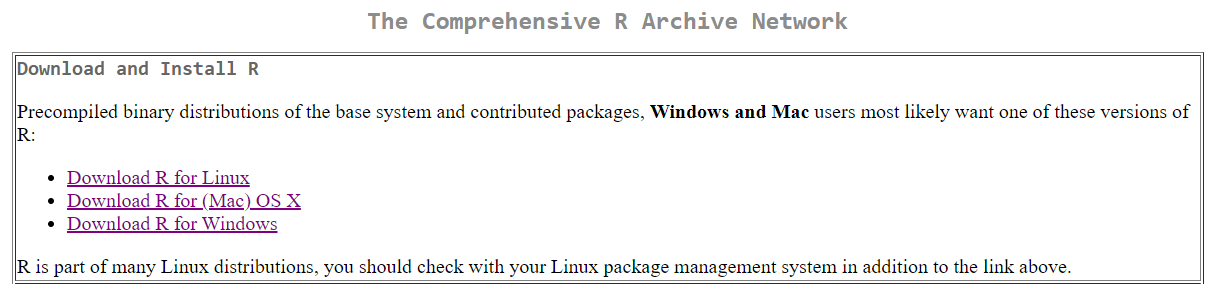 The Comprehensive R Archive Network
Download and Install R
Precompiled binary distributions of the base system and contributed packages, Windows and Mac users most likely want one of these versions of
R:
Download R for Linux
Download R for (Mac) OS X
Download R for Windows
R is part of many Linux distributions, you should check with your Linux package management system in addition to the link above.